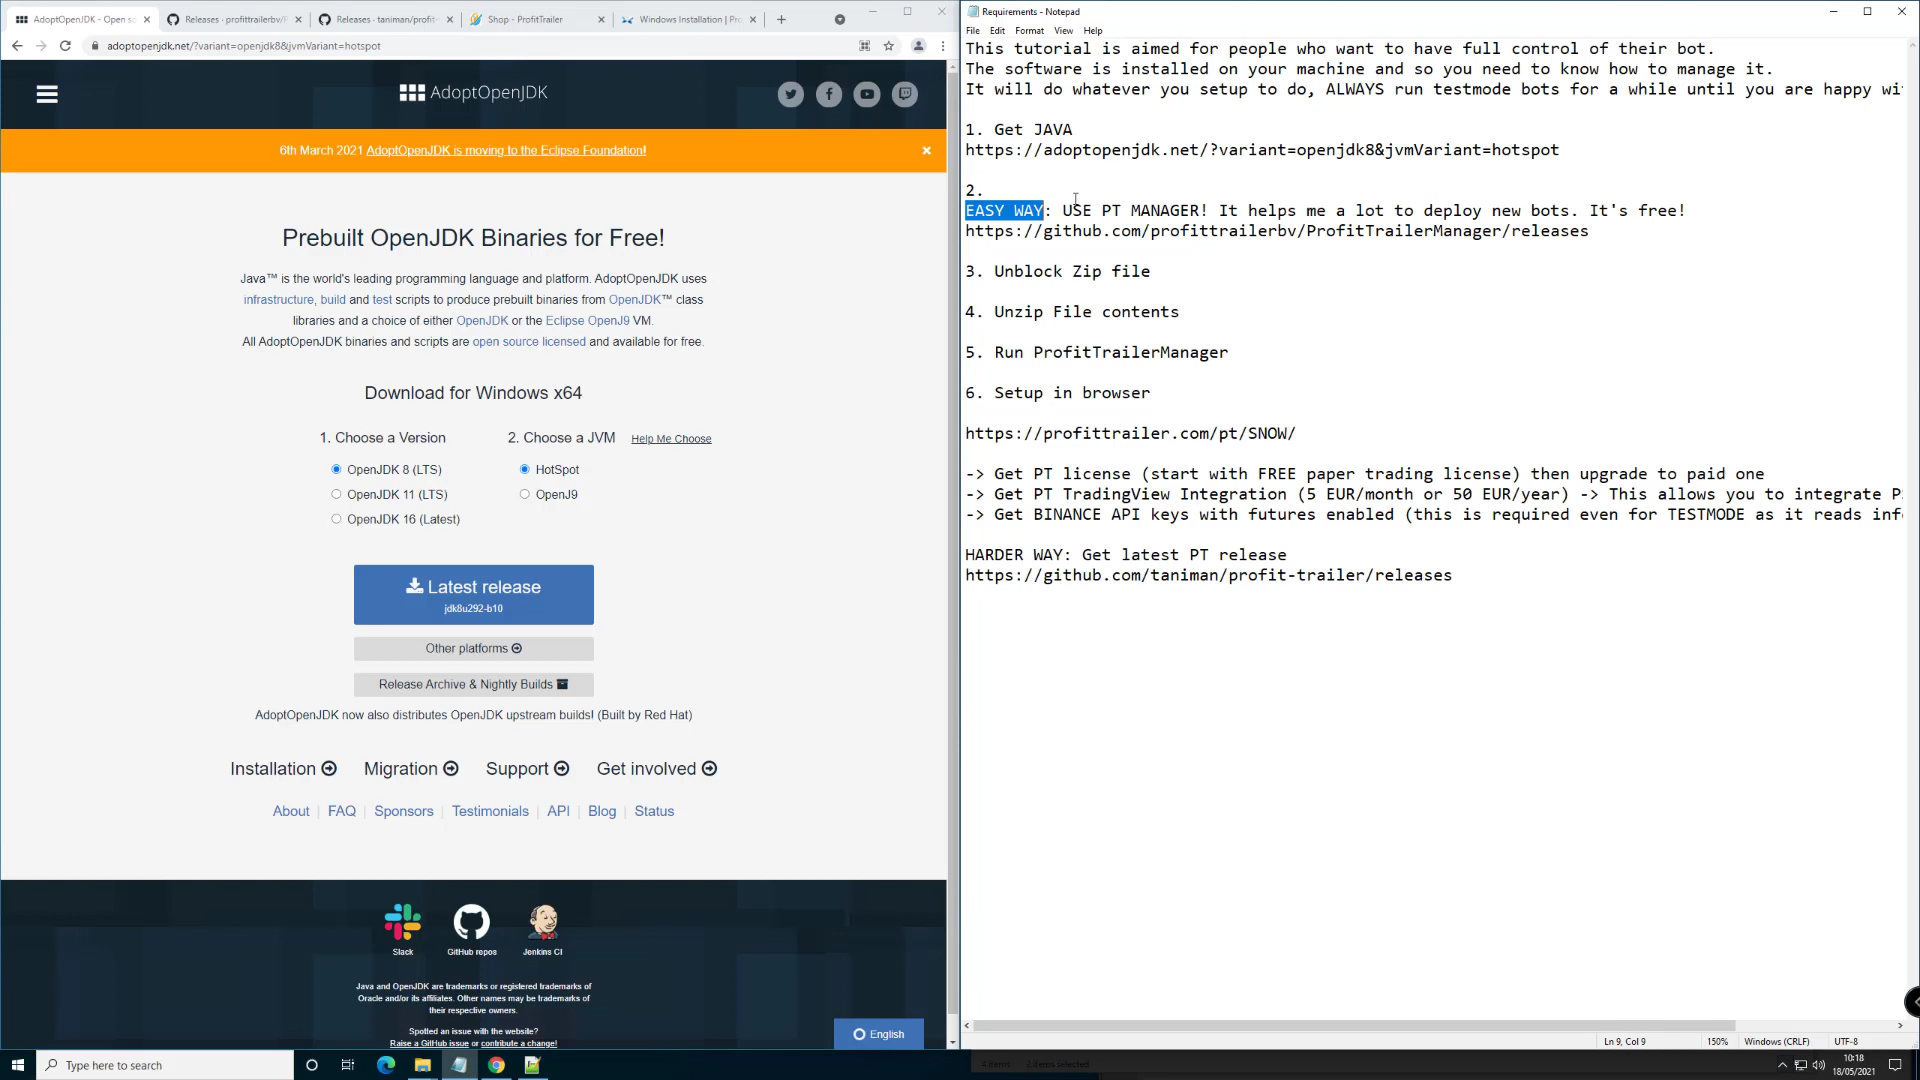 AdoptOpenJDK - Open so
Releases · profittrailerbv/P
Releases · taniman/profit-
Shop - ProfitTrailer
Windows Installation | Pro
adoptopenjdk.net/?variant=openjdk8&jvmVariant=hotspot
AdoptOpenJDK
6th March 2021 AdoptOpenJDK is moving to the Eclipse Foundation!
Prebuilt OpenJDK Binaries for Free!
Java™ is the world's leading programming language and platform. AdoptOpenJDK uses
infrastructure, build and test scripts to produce prebuilt binaries from OpenJDK™ class
libraries and a choice of either OpenJDK or the Eclipse OpenJ9 VM.
All AdoptOpenJDK binaries and scripts are open source licensed and available for free.
Download for Windows x64
1. Choose a Version
2. Choose a JVM
Help Me Choose
OpenJDK 8 (LTS)
HotSpot
OpenJDK 11 (LTS)
OpenJ9
OpenJDK 16 (Latest)
Latest release
jdk8u292-b10
Other platforms
Release Archive & Nightly Builds
AdoptOpenJDK now also distributes OpenJDK upstream builds! (Built by Red Hat)
Installation Migration Support Get involved
About | FAQ | Sponsors | Testimonials | API | Blog | Status
Slack GitHub repos Jenkins CI
Java and OpenJDK are trademarks or registered trademarks of
Oracle and/or its affiliates. Other names may be trademarks of
their respective owners.
Spotted an issue with the website?
Raise a GitHub issue or contribute a change!
English
Requirements - Notepad
File Edit Format View Help
This tutorial is aimed for people who want to have full control of their bot.
The software is installed on your machine and so you need to know how to manage it.
It will do whatever you setup to do, ALWAYS run testmode bots for a while until you are happy wi
1. Get JAVA
https://adoptopenjdk.net/?variant=openjdk8&jvmVariant=hotspot
2.
EASY WAY: USE PT MANAGER! It helps me a lot to deploy new bots. It's free!
https://github.com/profittrailerbv/ProfitTrailerManager/releases
3. Unblock Zip file
4. Unzip File contents
5. Run ProfitTrailerManager
6. Setup in browser
https://profittrailer.com/pt/SNOW/
-> Get PT license (start with FREE paper trading license) then upgrade to paid one
-> Get PT TradingView Integration (5 EUR/month or 50 EUR/year) -> This allows you to integrate P
-> Get BINANCE API keys with futures enabled (this is required even for TESTMODE as it reads inf
HARDER WAY: Get latest PT release
https://github.com/taniman/profit-trailer/releases
Ln 9, Col 9
150%
Windows (CRLF)
UTF-8
Type here to search
4 items 2 items selected
10:18
18/05/2021